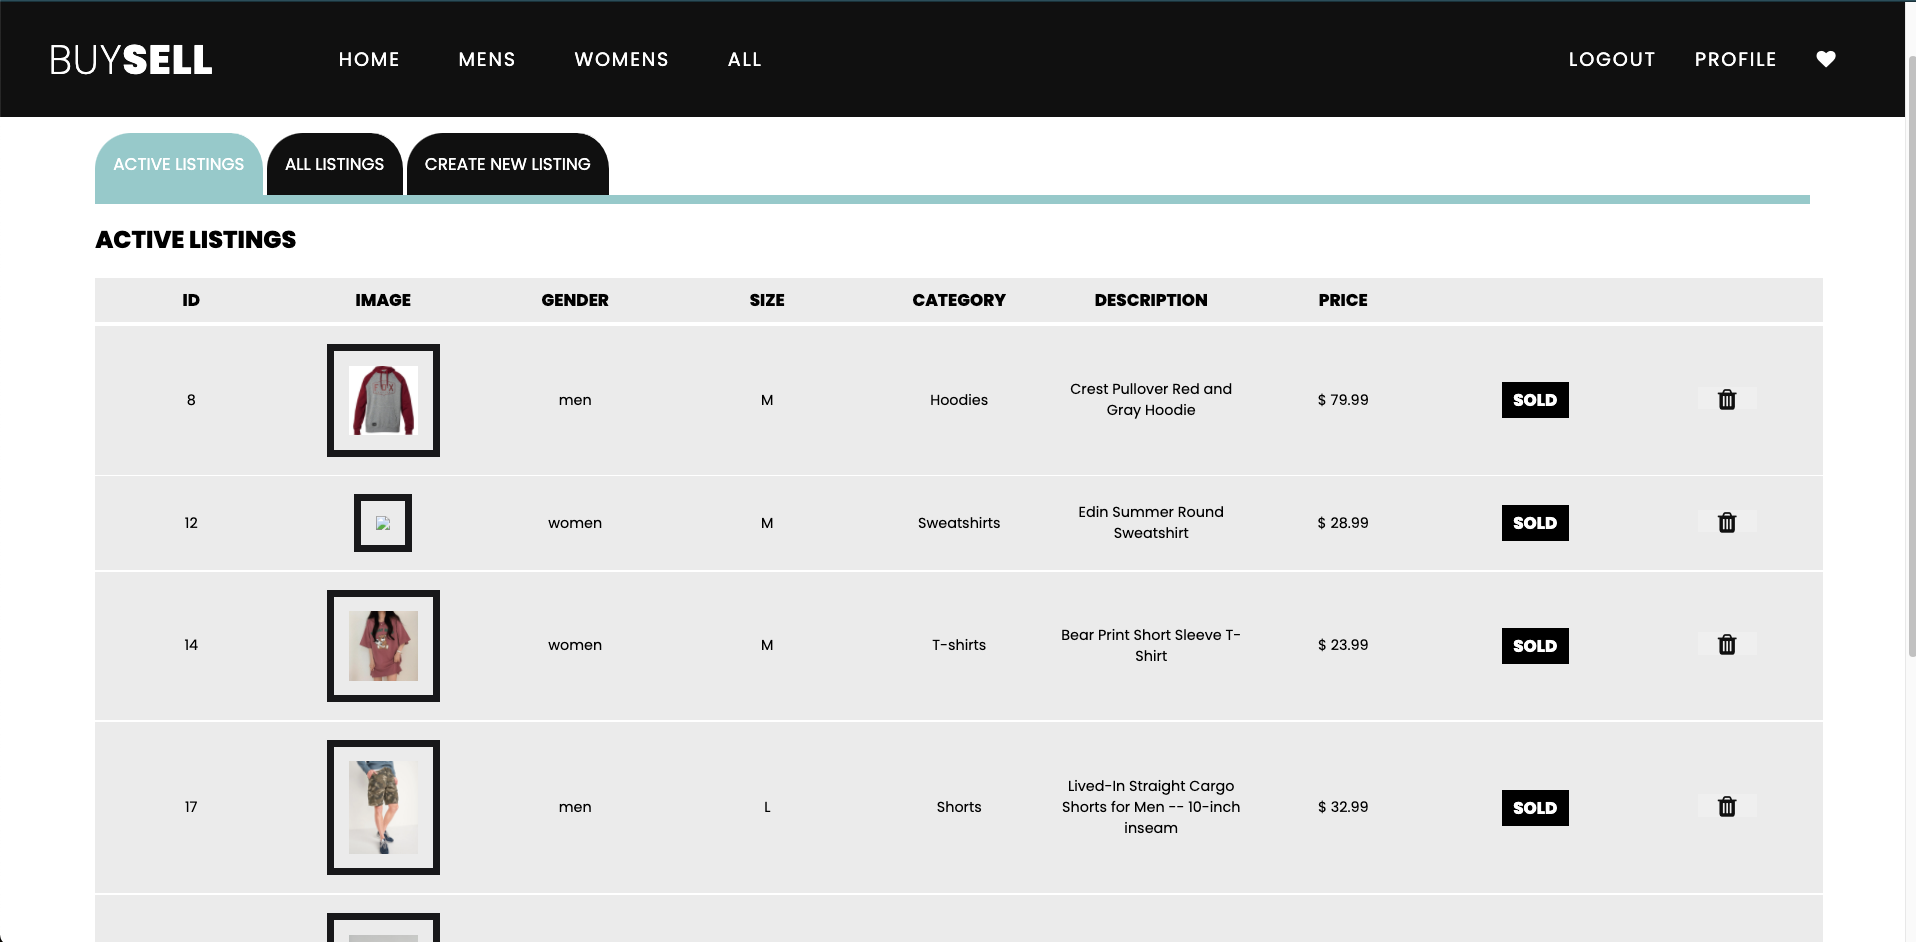 BUYSELL HOME MENS WOMENS ALL LOGOUT PROFILE
ACTIVE LISTINGS ALL LISTINGS CREATE NEW LISTING
ACTIVE LISTINGS
ID IMAGE GENDER SIZE CATEGORY DESCRIPTION PRICE
8 men M Hoodies Crest Pullover Red and
Gray Hoodie $ 79.99 SOLD
12 women M Sweatshirts Edin Summer Round
Sweatshirt $ 28.99 SOLD
14 women M T-shirts Bear Print Short Sleeve T-
Shirt $ 23.99 SOLD
17 men L Shorts Lived-In Straight Cargo
Shorts for Men -- 10-inch
inseam $ 32.99 SOLD